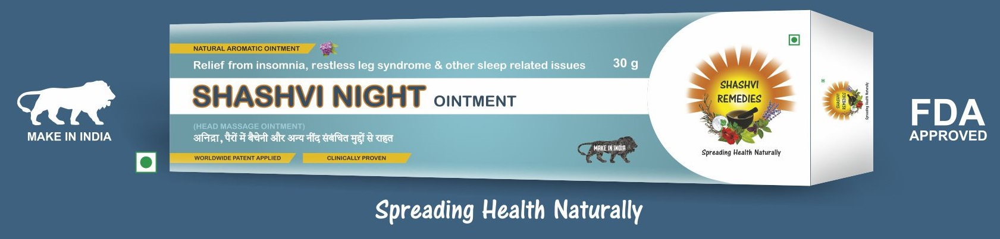 NATURAL AROMATIC OINTMENT
Relief from insomnia, restless leg syndrome & other sleep related issues
30 g
SHASHVI NIGHT OINTMENT
(HEAD MASSAGE OINTMENT)
अनिद्रा, पैरों में बैचेनी और अन्य नींद संबंधित मुद्दों से राहत
WORLDWIDE PATENT APPLIED
CLINICALLY PROVEN
MAKE IN INDIA
SHASHVI
REMEDIES
Spreading Health Naturally
SHASHVI
REMEDIES
Spreading Health Naturally
MAKE IN INDIA
FDA
APPROVED
Spreading Health Naturally